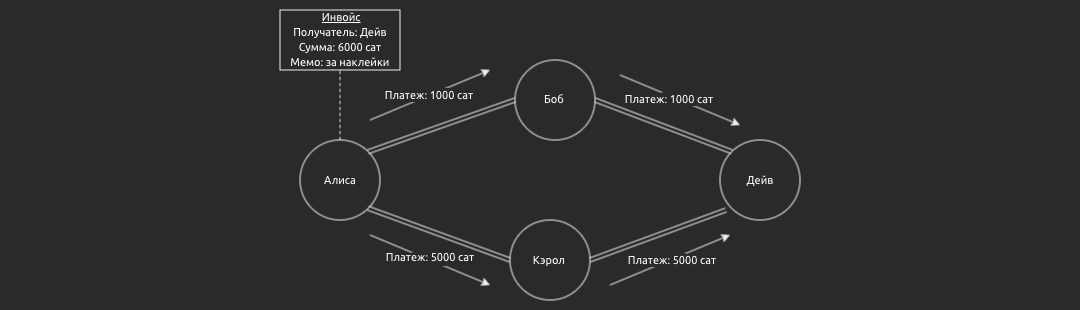 Инвойс
Получатель: Дейв
Сумма: 6000 сат
Мемо: за наклейки
Платеж: 1000 сат
Боб
Платеж: 1000 сат
Алиса
Дейв
Платеж: 5000 сат
Кэрол
Платеж: 5000 сат